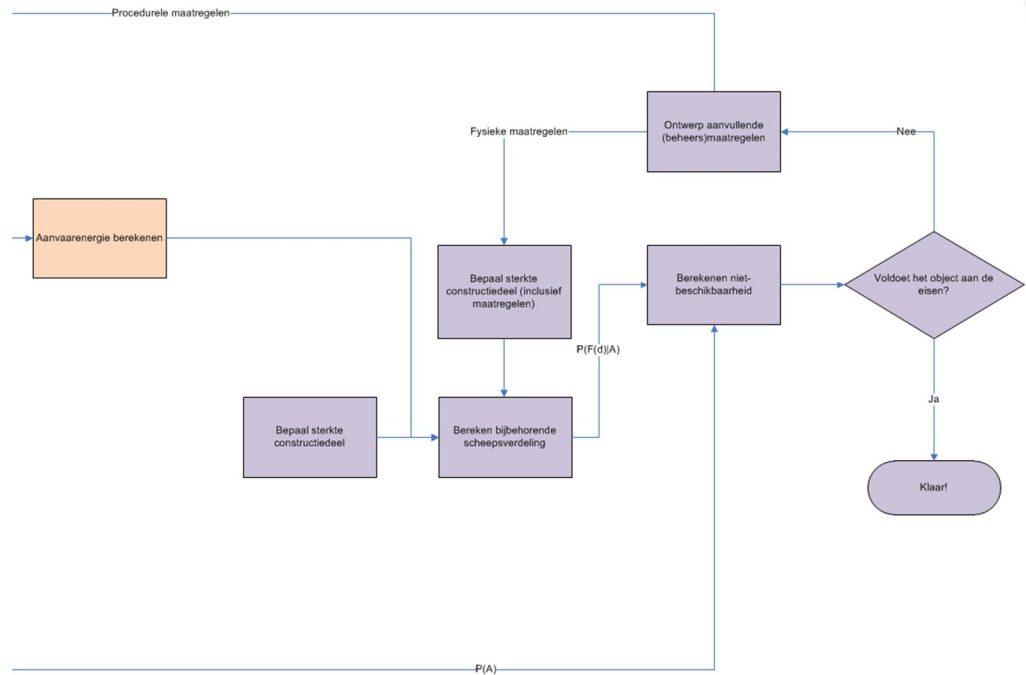 Procedurele maatregelen
Ontwerp aanvullende
(beheers)maatregelen
Fysieke maatregelen
Nee
Aanvaarenergie berekenen
Bepaal sterkte
constructiedeel (inclusief
maatregelen)
Berekenen niet-
beschikbaarheid
Voldoet het object aan de
eisen?
P(F(d)|A)
Ja
Bepaal sterkte
constructiedeel
Bereken bijbehorende
scheepsverdeling
Klaar!
P(A)